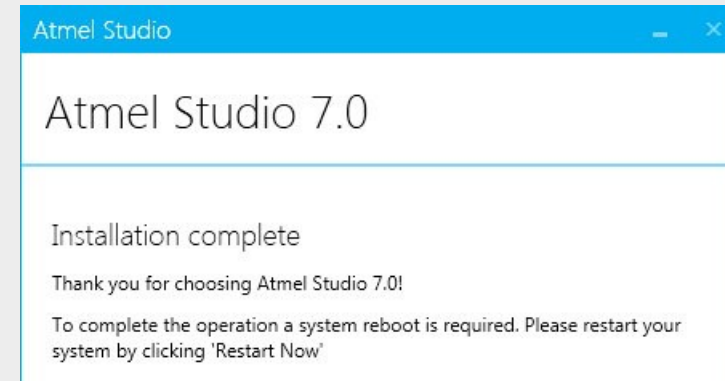 Atmel Studio
Atmel Studio 7.0
Installation complete
Thank you for choosing Atmel Studio 7.0!
To complete the operation a system reboot is required. Please restart your
system by clicking 'Restart Now'